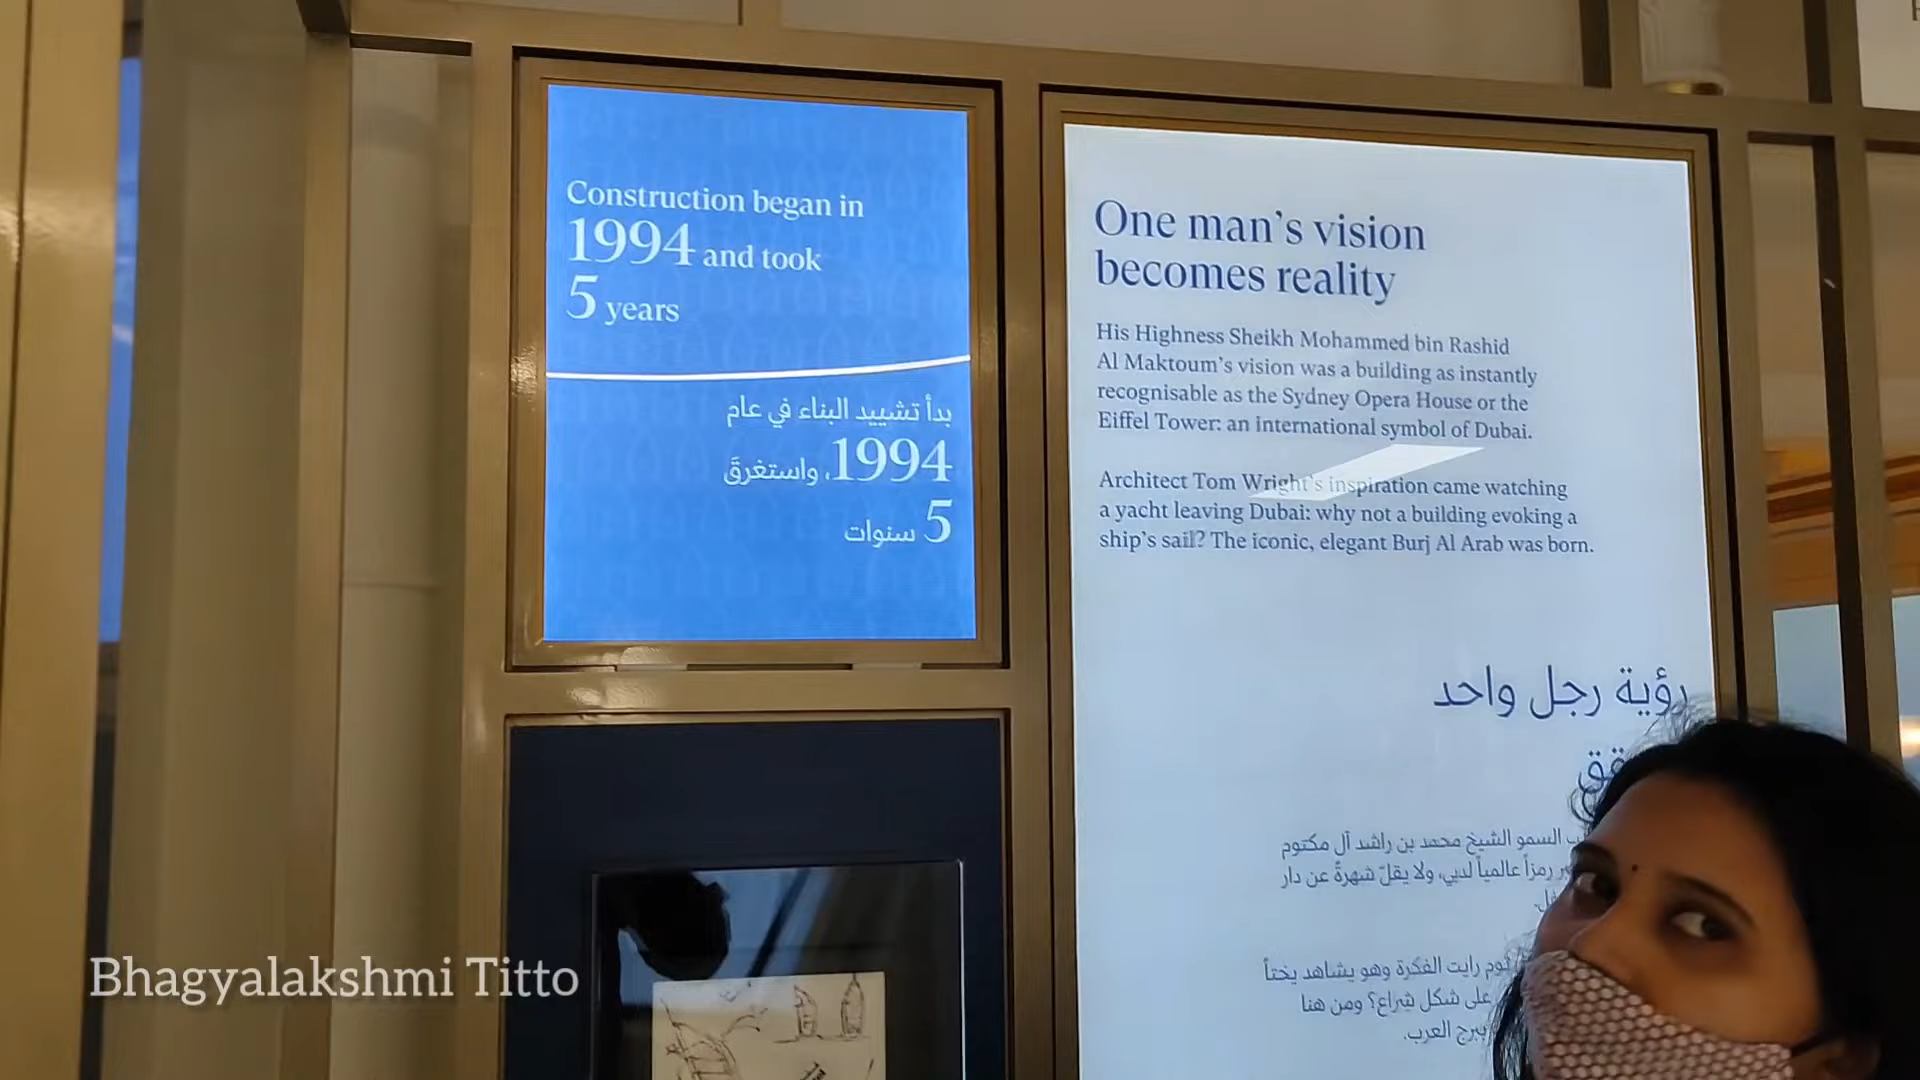 Construction began in
1994 and took
5 years
بدأ تشييد البناء في عام
1994، واستغرقَ
5 سنوات
One man's vision
becomes reality
His Highness Sheikh Mohammed bin Rashid
Al Maktoum's vision was a building as instantly
recognisable as the Sydney Opera House or the
Eiffel Tower: an international symbol of Dubai.
Architect Tom Wright's inspiration came watching
a yacht leaving Dubai: why not a building evoking a
ship's sail? The iconic, elegant Burj Al Arab was born.
رؤية رجل واحد
السمو الشيخ محمد بن راشد آل مكتوم
رمزاً عالمياً لدبي، ولا يقلّ شهرةً عن دار
رايت الفكرة وهو يشاهد يختاً
على شكل شراع؟ ومن هنا
برج العرب.
Bhagyalakshmi Titto